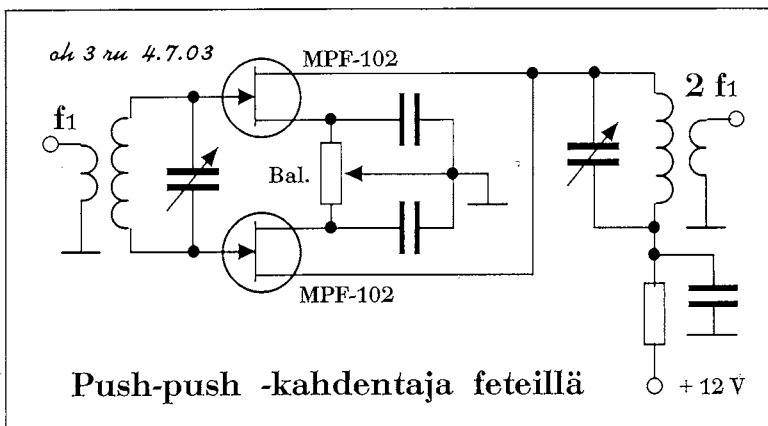 oh 3 ru 4.7.03
MPF-102
f1
2 f1
Bal.
MPF-102
+ 12 V
Push-push -kahdentaja feteillä